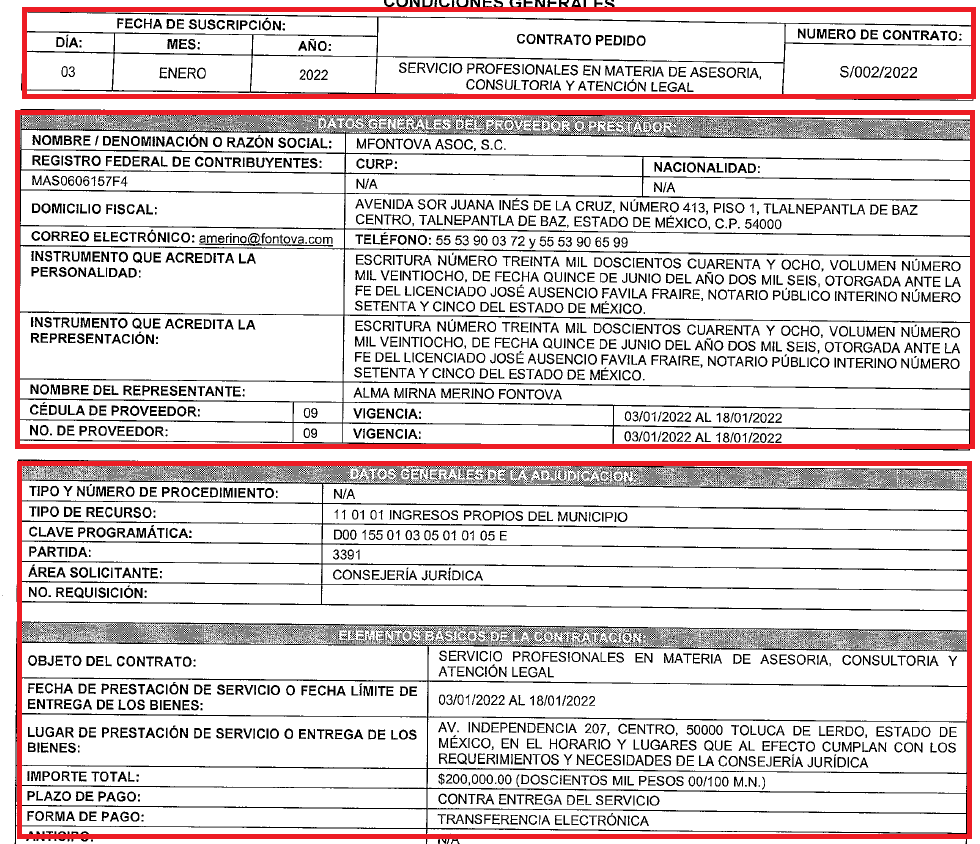 CONDICIONES GENERALES
FECHA DE SUSCRIPCIÓN:
CONTRATO PEDIDO
NUMERO DE CONTRATO:
DÍA: MES: AÑO:
03 ENERO 2022
SERVICIO PROFESIONALES EN MATERIA DE ASESORIA,
CONSULTORIA Y ATENCIÓN LEGAL
S/002/2022
DATOS GENERALES DEL PROVEEDOR O PRESTADOR:
NOMBRE / DENOMINACIÓN O RAZÓN SOCIAL: MFONTOVA ASOC, S.C.
REGISTRO FEDERAL DE CONTRIBUYENTES: CURP: NACIONALIDAD:
MAS0606157F4 N/A N/A
DOMICILIO FISCAL:
AVENIDA SOR JUANA INÉS DE LA CRUZ, NÚMERO 413, PISO 1, TLALNEPANTLA DE BAZ
CENTRO, TALNEPANTLA DE BAZ, ESTADO DE MÉXICO, C.P. 54000
CORREO ELECTRÓNICO: amerino@fontova.com TELÉFONO: 55 53 90 03 72 y 55 53 90 65 99
INSTRUMENTO QUE ACREDITA LA
PERSONALIDAD:
ESCRITURA NÚMERO TREINTA MIL DOSCIENTOS CUARENTA Y OCHO, VOLUMEN NÚMERO
MIL VEINTIOCHO, DE FECHA QUINCE DE JUNIO DEL AÑO DOS MIL SEIS, OTORGADA ANTE LA
FE DEL LICENCIADO JOSÉ AUSENCIO FAVILA FRAIRE, NOTARIO PÚBLICO INTERINO NÚMERO
SETENTA Y CINCO DEL ESTADO DE MÉXICO.
INSTRUMENTO QUE ACREDITA LA
REPRESENTACIÓN:
ESCRITURA NÚMERO TREINTA MIL DOSCIENTOS CUARENTA Y OCHO, VOLUMEN NÚMERO
MIL VEINTIOCHO, DE FECHA QUINCE DE JUNIO DEL AÑO DOS MIL SEIS, OTORGADA ANTE LA
FE DEL LICENCIADO JOSÉ AUSENCIO FAVILA FRAIRE, NOTARIO PÚBLICO INTERINO NÚMERO
SETENTA Y CINCO DEL ESTADO DE MÉXICO.
NOMBRE DEL REPRESENTANTE: ALMA MIRNA MERINO FONTOVA
CÉDULA DE PROVEEDOR: 09 VIGENCIA: 03/01/2022 AL 18/01/2022
NO. DE PROVEEDOR: 09 VIGENCIA: 03/01/2022 AL 18/01/2022
DATOS GENERALES DE LA ADJUDICACIÓN:
TIPO Y NÚMERO DE PROCEDIMIENTO: N/A
TIPO DE RECURSO: 11 01 01 INGRESOS PROPIOS DEL MUNICIPIO
CLAVE PROGRAMÁTICA: D00 155 01 03 05 01 01 05 E
PARTIDA: 3391
ÁREA SOLICITANTE: CONSEJERÍA JURÍDICA
NO. REQUISICIÓN:
ELEMENTOS BÁSICOS DE LA CONTRATACIÓN:
OBJETO DEL CONTRATO:
SERVICIO PROFESIONALES EN MATERIA DE ASESORIA, CONSULTORIA Y
ATENCIÓN LEGAL
FECHA DE PRESTACIÓN DE SERVICIO O FECHA LÍMITE DE
ENTREGA DE LOS BIENES:
03/01/2022 AL 18/01/2022
LUGAR DE PRESTACIÓN DE SERVICIO O ENTREGA DE LOS
BIENES:
AV. INDEPENDENCIA 207, CENTRO, 50000 TOLUCA DE LERDO, ESTADO DE
MÉXICO, EN EL HORARIO Y LUGARES QUE AL EFECTO CUMPLAN CON LOS
REQUERIMIENTOS Y NECESIDADES DE LA CONSEJERÍA JURÍDICA
IMPORTE TOTAL: $200,000.00 (DOSCIENTOS MIL PESOS 00/100 M.N.)
PLAZO DE PAGO: CONTRA ENTREGA DEL SERVICIO
FORMA DE PAGO: TRANSFERENCIA ELECTRÓNICA
ANTICIPO: N/A